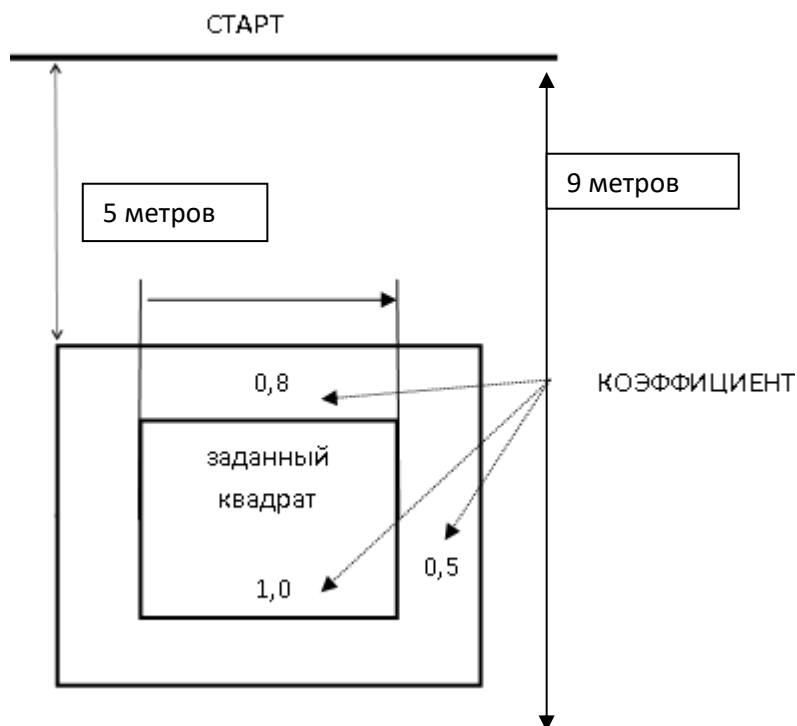 СТАРТ
9 метров
5 метров
0,8
КОЭФФИЦИЕНТ
заданный
квадрат
0,5
1,0